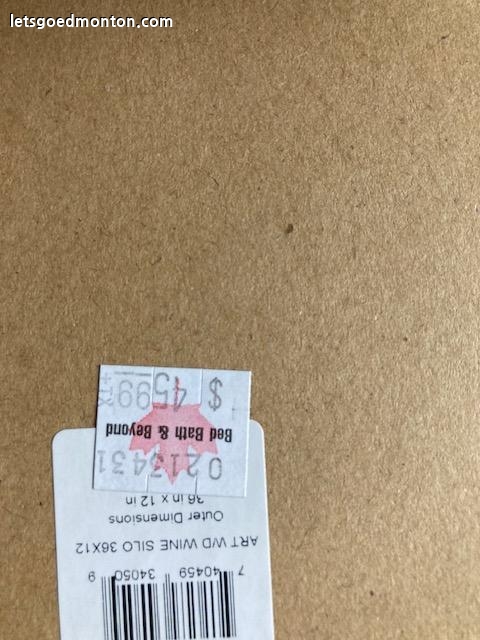 letsgoedmonton.com
7 40459 34050 9
ART WD WINE SILO 36X12
Outer Dimensions
36 in x 12 in
0213431
Bed Bath & Beyond
$ 45.99